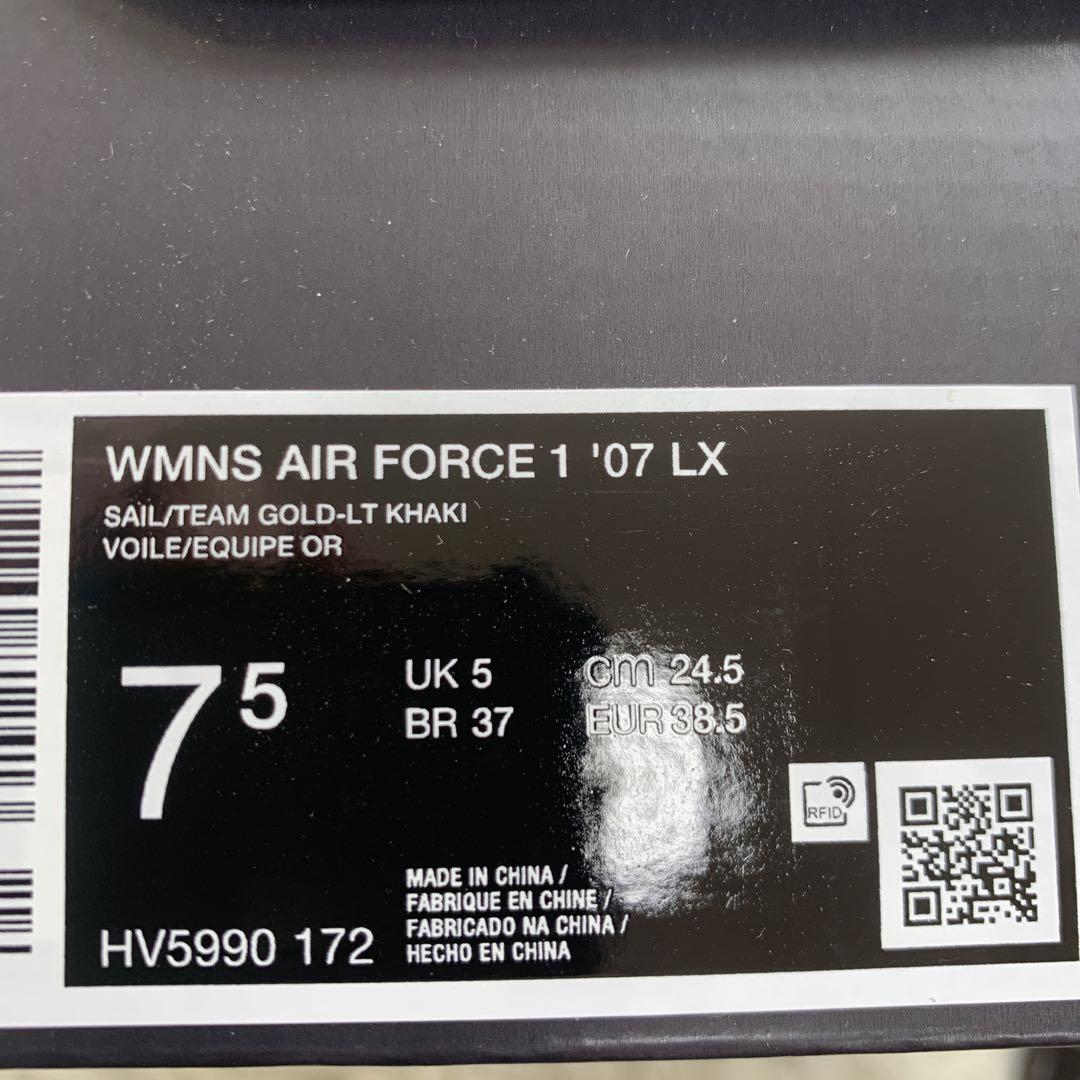 WMNS AIR FORCE 1 '07 LX
SAIL/TEAM GOLD-LT KHAKI
VOILE/EQUIPE OR
7 5
UK 5 cm 24.5
BR 37 EUR 38.5
RFID
MADE IN CHINA /
FABRIQUE EN CHINE /
FABRICADO NA CHINA /
HECHO EN CHINA
HV5990 172